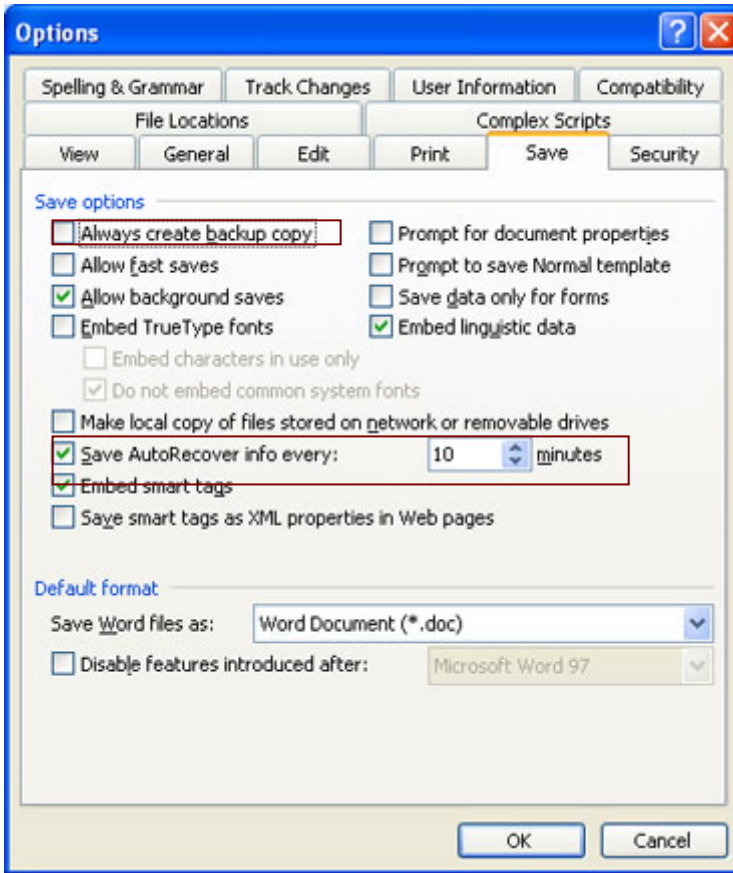 Options
Spelling & Grammar Track Changes User Information Compatibility
File Locations Complex Scripts
View General Edit Print Save Security
Save options
Always create backup copy Prompt for document properties
Allow fast saves Prompt to save Normal template
Allow background saves Save data only for forms
Embed TrueType fonts Embed linguistic data
Embed characters in use only
Do not embed common system fonts
Make local copy of files stored on network or removable drives
Save AutoRecover info every: 10 minutes
Embed smart tags
Save smart tags as XML properties in Web pages
Default format
Save Word files as: Word Document (*.doc)
Disable features introduced after: Microsoft Word 97
OK Cancel